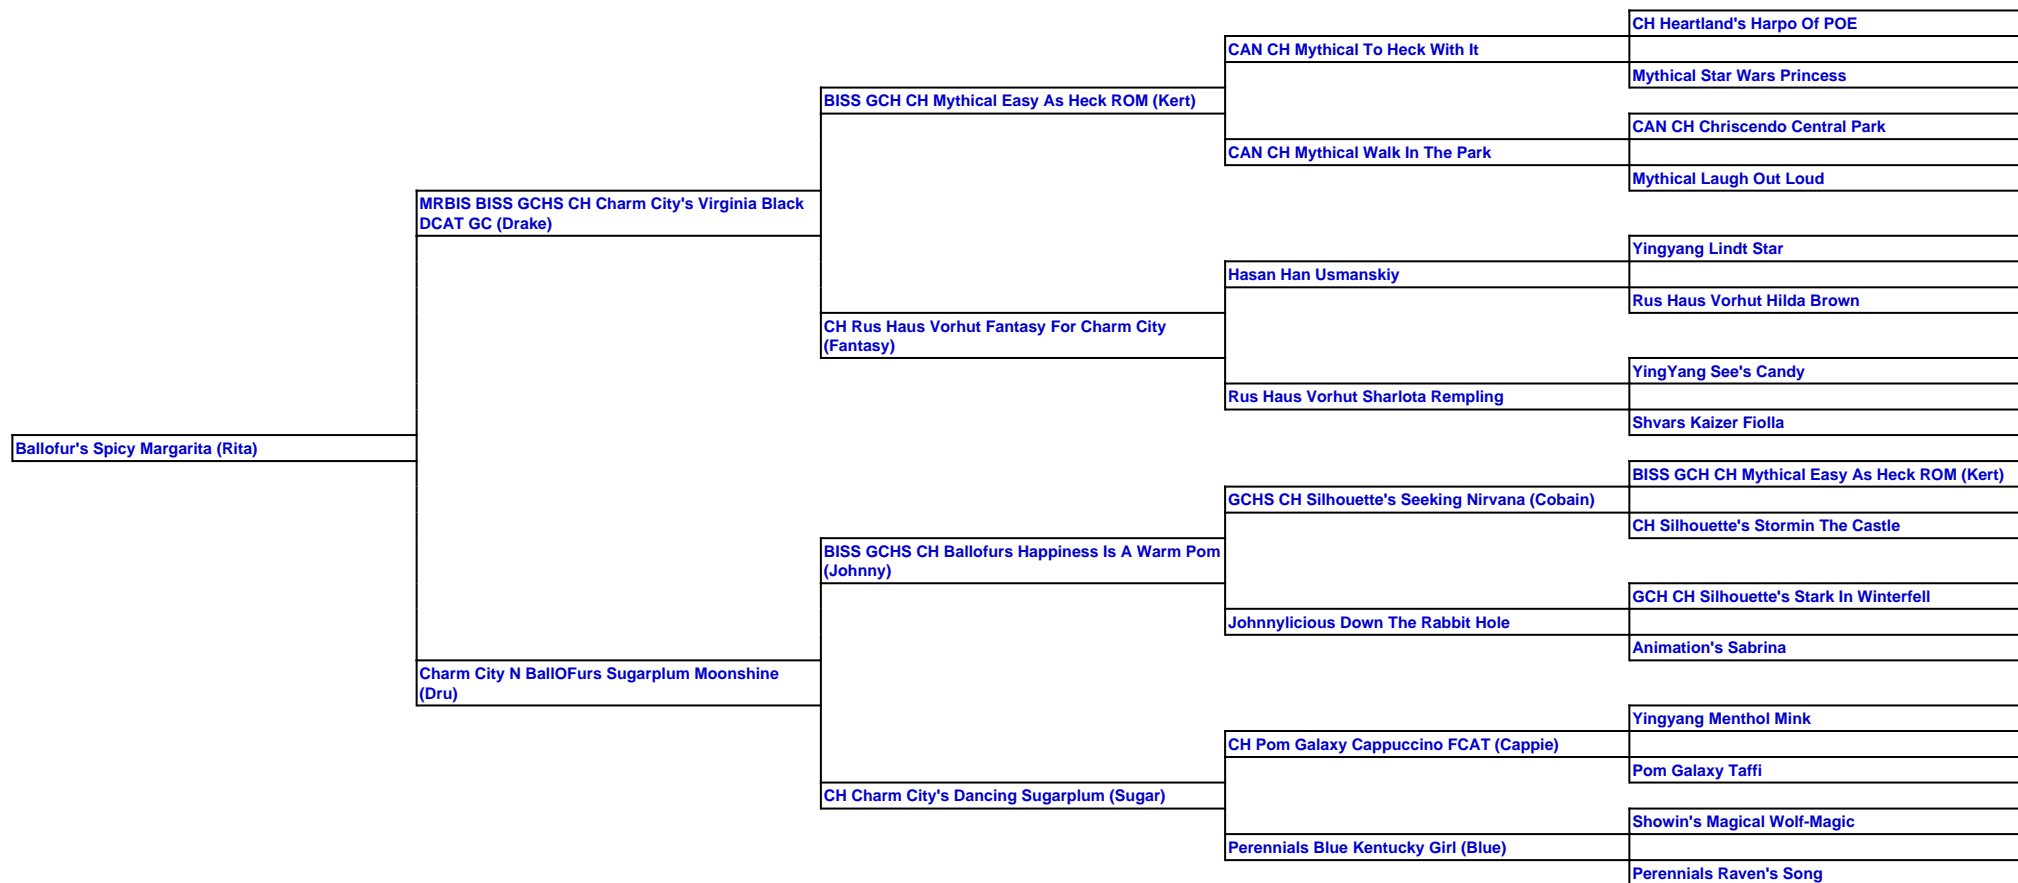 CH Heartland's Harpo Of POE
CAN CH Mythical To Heck With It
Mythical Star Wars Princess
BISS GCH CH Mythical Easy As Heck ROM (Kert)
CAN CH Chriscendo Central Park
CAN CH Mythical Walk In The Park
Mythical Laugh Out Loud
MRBIS BISS GCHS CH Charm City's Virginia Black
DCAT GC (Drake)
Yingyang Lindt Star
Hasan Han Usmanskiy
Rus Haus Vorhut Hilda Brown
CH Rus Haus Vorhut Fantasy For Charm City
(Fantasy)
YingYang See's Candy
Rus Haus Vorhut Sharlota Rempling
Shvars Kaizer Fiolla
Ballofur's Spicy Margarita (Rita)
BISS GCH CH Mythical Easy As Heck ROM (Kert)
GCHS CH Silhouette's Seeking Nirvana (Cobain)
CH Silhouette's Stormin The Castle
BISS GCHS CH Ballofurs Happiness Is A Warm Pom
(Johnny)
GCH CH Silhouette's Stark In Winterfell
Johnnylicious Down The Rabbit Hole
Animation's Sabrina
Charm City N BallOFurs Sugarplum Moonshine
(Dru)
Yingyang Menthol Mink
CH Pom Galaxy Cappuccino FCAT (Cappie)
Pom Galaxy Taffi
CH Charm City's Dancing Sugarplum (Sugar)
Showin's Magical Wolf-Magic
Perennials Blue Kentucky Girl (Blue)
Perennials Raven's Song